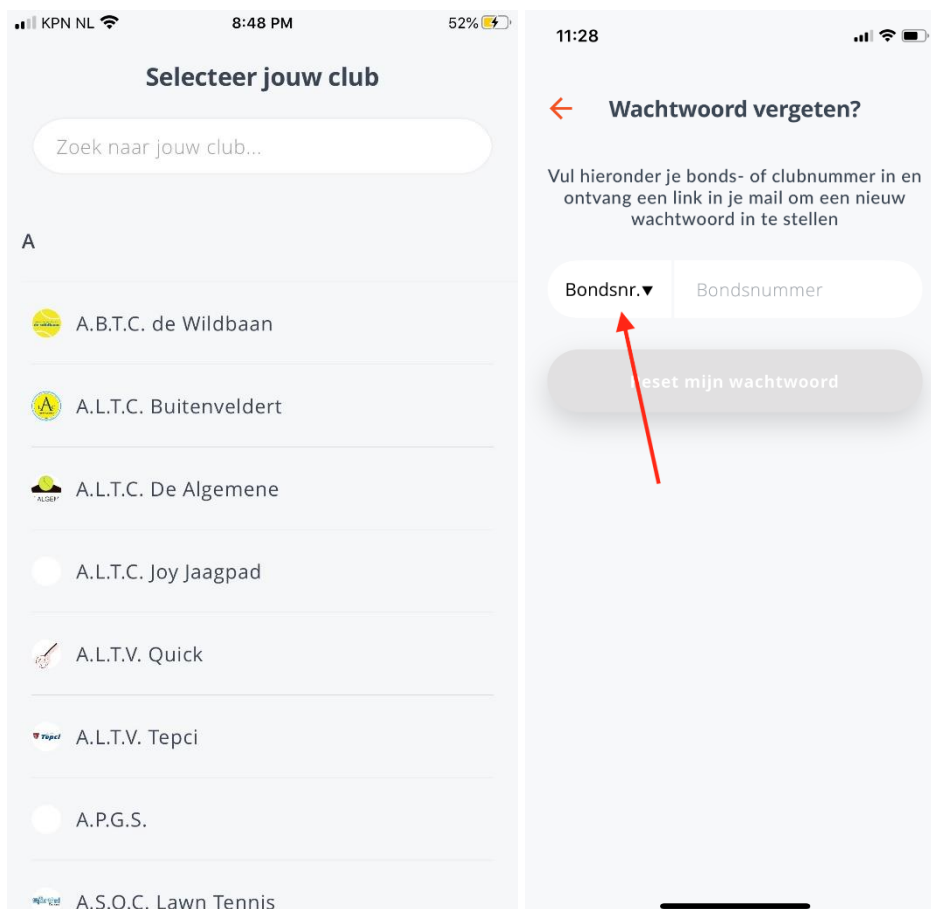 KPN NL 8:48 PM 52%
Selecteer jouw club
Zoek naar jouw club...
A
A.B.T.C. de Wildbaan
A.L.T.C. Buitenveldert
A.L.T.C. De Algemene
A.L.T.C. Joy Jaagpad
A.L.T.V. Quick
Tepci A.L.T.V. Tepci
A.P.G.S.
A.S.O.C. Lawn Tennis
11:28
Wachtwoord vergeten?
Vul hieronder je bonds- of clubnummer in en
ontvang een link in je mail om een nieuw
wachtwoord in te stellen
Bondsnr.▼ Bondsnummer
Reset mijn wachtwoord